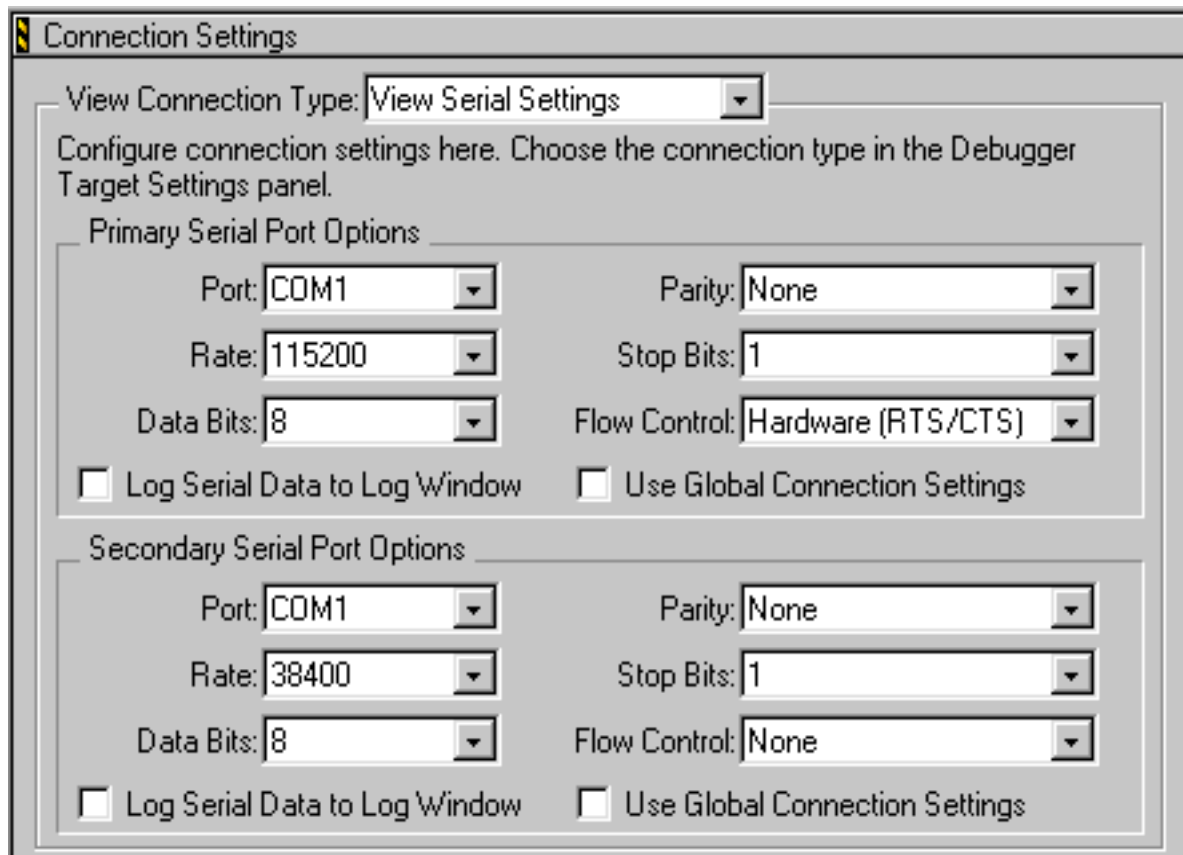 Connection Settings
View Connection Type: View Serial Settings
Configure connection settings here. Choose the connection type in the Debugger
Target Settings panel.
Primary Serial Port Options
Port: COM1 Parity: None
Rate: 115200 Stop Bits: 1
Data Bits: 8 Flow Control: Hardware (RTS/CTS)
Log Serial Data to Log Window Use Global Connection Settings
Secondary Serial Port Options
Port: COM1 Parity: None
Rate: 38400 Stop Bits: 1
Data Bits: 8 Flow Control: None
Log Serial Data to Log Window Use Global Connection Settings